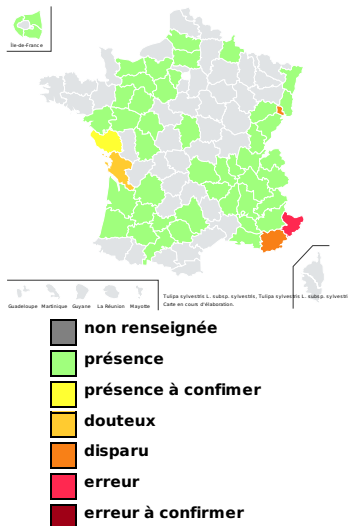 Île-de-France
Guadeloupe Martinique Guyane La Réunion Mayotte
Tulipa sylvestris L. subsp. sylvestris, Tulipa sylvestris L. subsp. sylvestri
Carte en cours d'élaboration.
non renseignée
présence
présence à confimer
douteux
disparu
erreur
erreur à confirmer